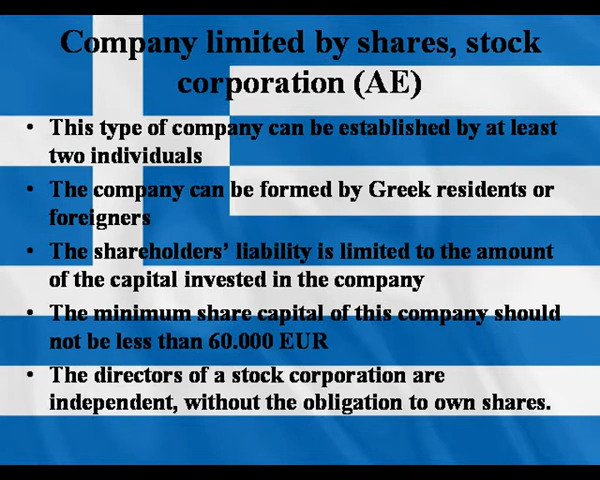 Company limited by shares, stock
corporation (AE)
• This type of company can be established by at least
two individuals
• The company can be formed by Greek residents or
foreigners
• The shareholders’ liability is limited to the amount
of the capital invested in the company
• The minimum share capital of this company should
not be less than 60.000 EUR
• The directors of a stock corporation are
independent, without the obligation to own shares.